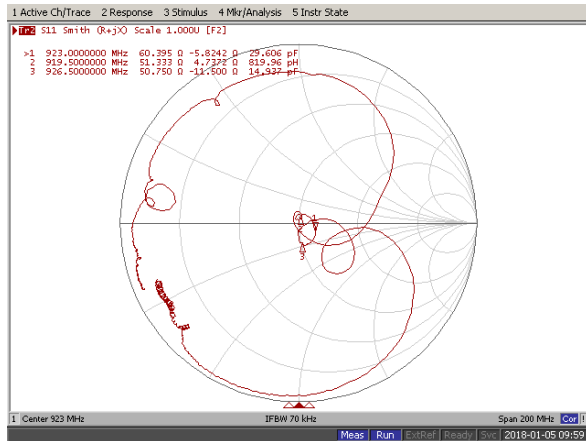 1 Active Ch/Trace 2 Response 3 Stimulus 4 Mkr/Analysis 5 Instr State
Tr2 S11 Smith (R+jX) Scale 1.000U [F2]
>1 923.0000000 MHz 60.395 Ω -5.8242 Ω 29.606 pF
2 919.5000000 MHz 51.333 Ω 4.7372 Ω 819.96 pH
3 926.5000000 MHz 50.750 Ω -11.500 Ω 14.937 pF
1
3
1 Center 923 MHz IFBW 70 kHz Span 200 MHz Cor !
Meas Run ExtRef Ready Svc 2018-01-05 09:59